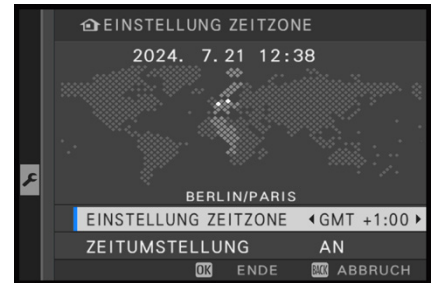 EINSTELLUNG ZEITZONE
2024. 7.21 12:38
BERLIN/PARIS
EINSTELLUNG ZEITZONE GMT +1:00
ZEITUMSTELLUNG AN
OK ENDE BACK ABBRUCH